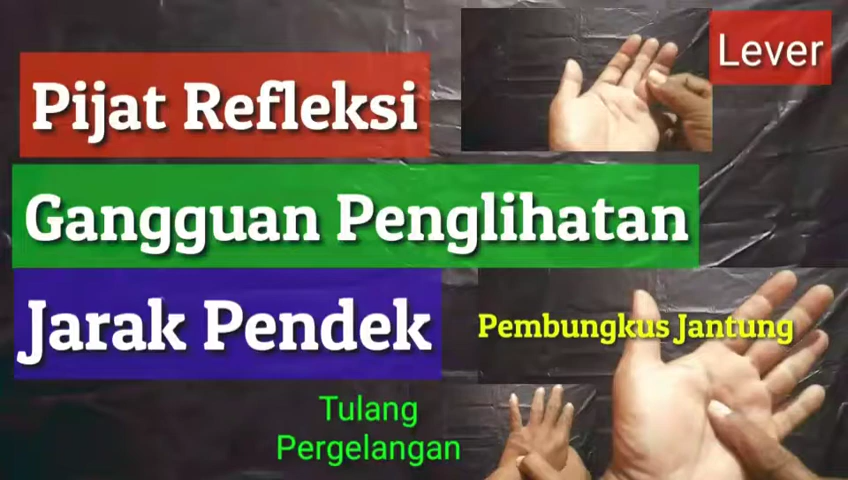 Lever
Pijat Refleksi
Gangguan Penglihatan
Jarak Pendek
Pembungkus Jantung
Tulang
Pergelangan